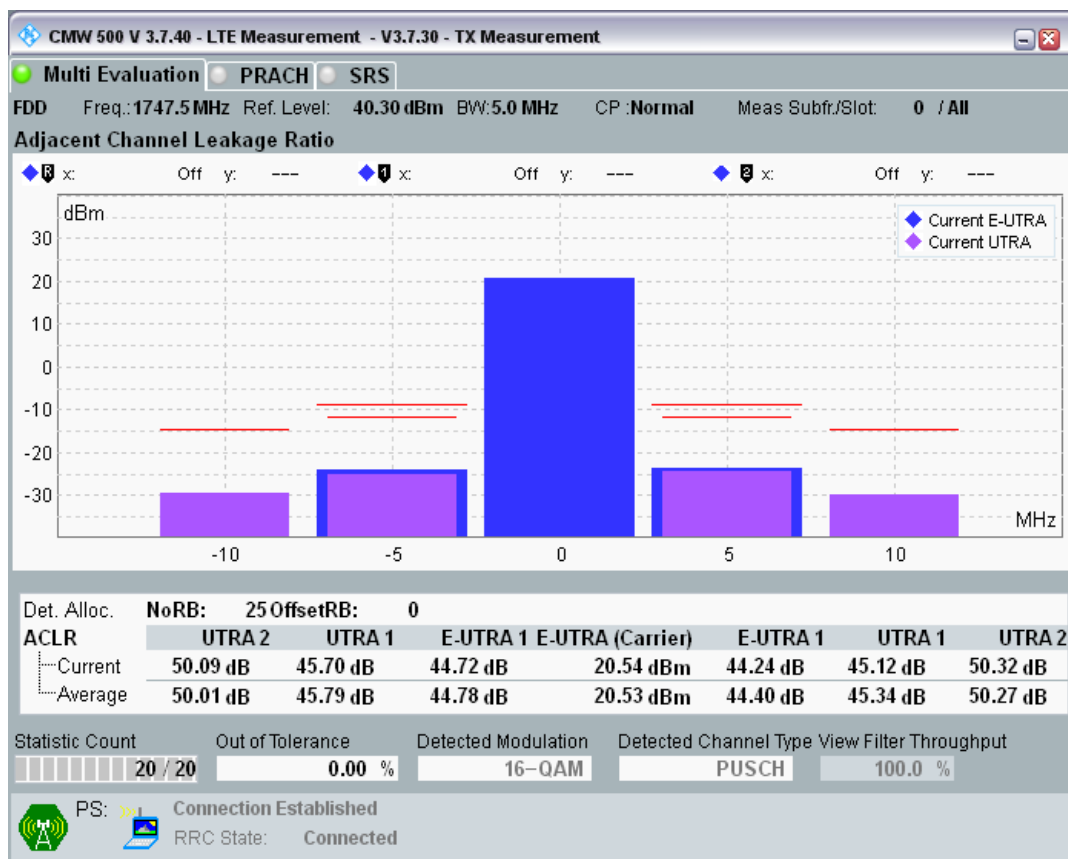 CMW 500 V 3.7.40 - LTE Measurement - V3.7.30 - TX Measurement
Multi Evaluation PRACH SRS
FDD Freq.: 1747.5 MHz Ref. Level: 40.30 dBm BW: 5.0 MHz CP : Normal Meas Subfr./Slot: 0 / All
Adjacent Channel Leakage Ratio
R x: Off y: --- 1 x: Off y: --- 2 x: Off y: ---
dBm
Current E-UTRA
Current UTRA
30
20
10
0
-10
-20
-30
MHz
-10 -5 0 5 10
Det. Alloc. NoRB: 25 OffsetRB: 0
ACLR UTRA 2 UTRA 1 E-UTRA 1 E-UTRA (Carrier) E-UTRA 1 UTRA 1 UTRA 2
Current 50.09 dB 45.70 dB 44.72 dB 20.54 dBm 44.24 dB 45.12 dB 50.32 dB
Average 50.01 dB 45.79 dB 44.78 dB 20.53 dBm 44.40 dB 45.34 dB 50.27 dB
Statistic Count Out of Tolerance Detected Modulation Detected Channel Type View Filter Throughput
20 / 20 0.00 % 16-QAM PUSCH 100.0 %
PS: Connection Established
RRC State: Connected